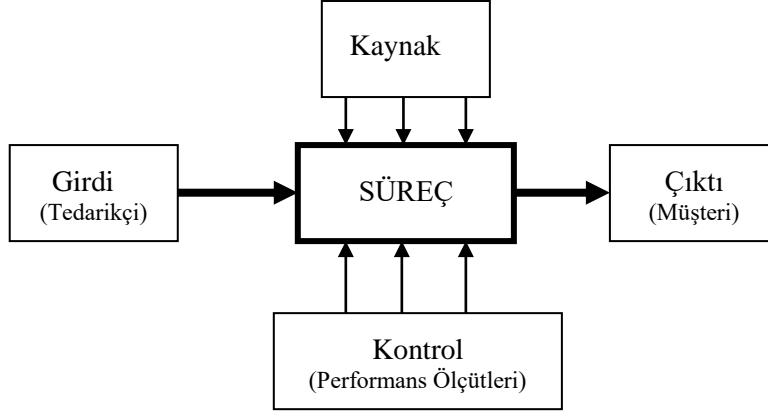 Kaynak
Girdi
(Tedarikçi)
SÜREÇ
Çıktı
(Müşteri)
Kontrol
(Performans Ölçütleri)